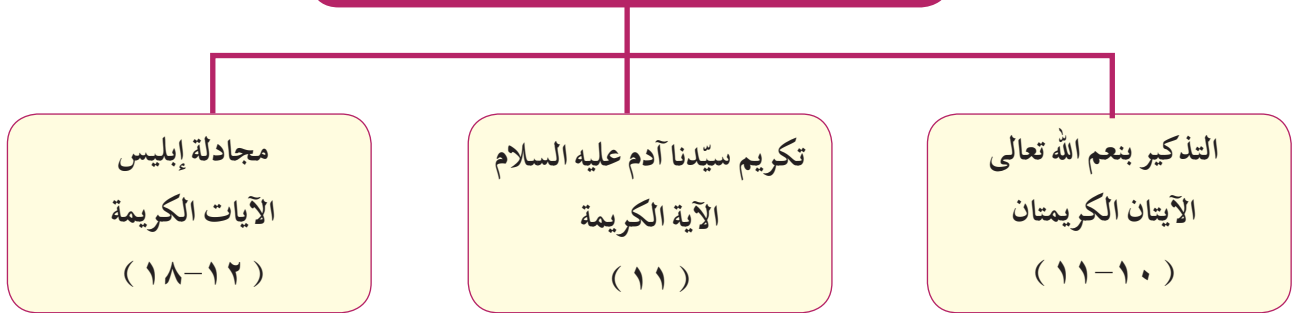 التذكير بنعم الله تعالى
الآيتان الكريمتان
(١٠-١١)
تكريم سيّدنا آدم عليه السلام
الآية الكريمة
(١١)
مجادلة إبليس
الآيات الكريمة
(١٢-١٨)